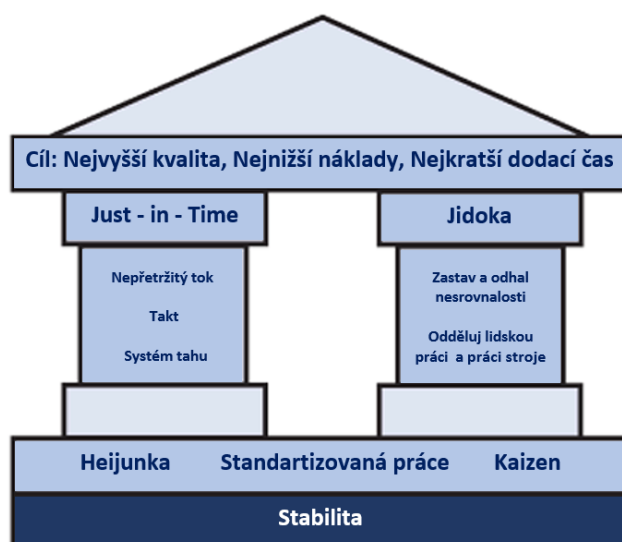 Cíl: Nejvyšší kvalita, Nejnižší náklady, Nejkratší dodací čas
Just - in - Time
Nepřetržitý tok
Takt
Systém tahu
Jidoka
Zastav a odhal
nesrovnalosti
Odděluj lidskou
práci a práci stroje
Heijunka Standartizovaná práce Kaizen
Stabilita